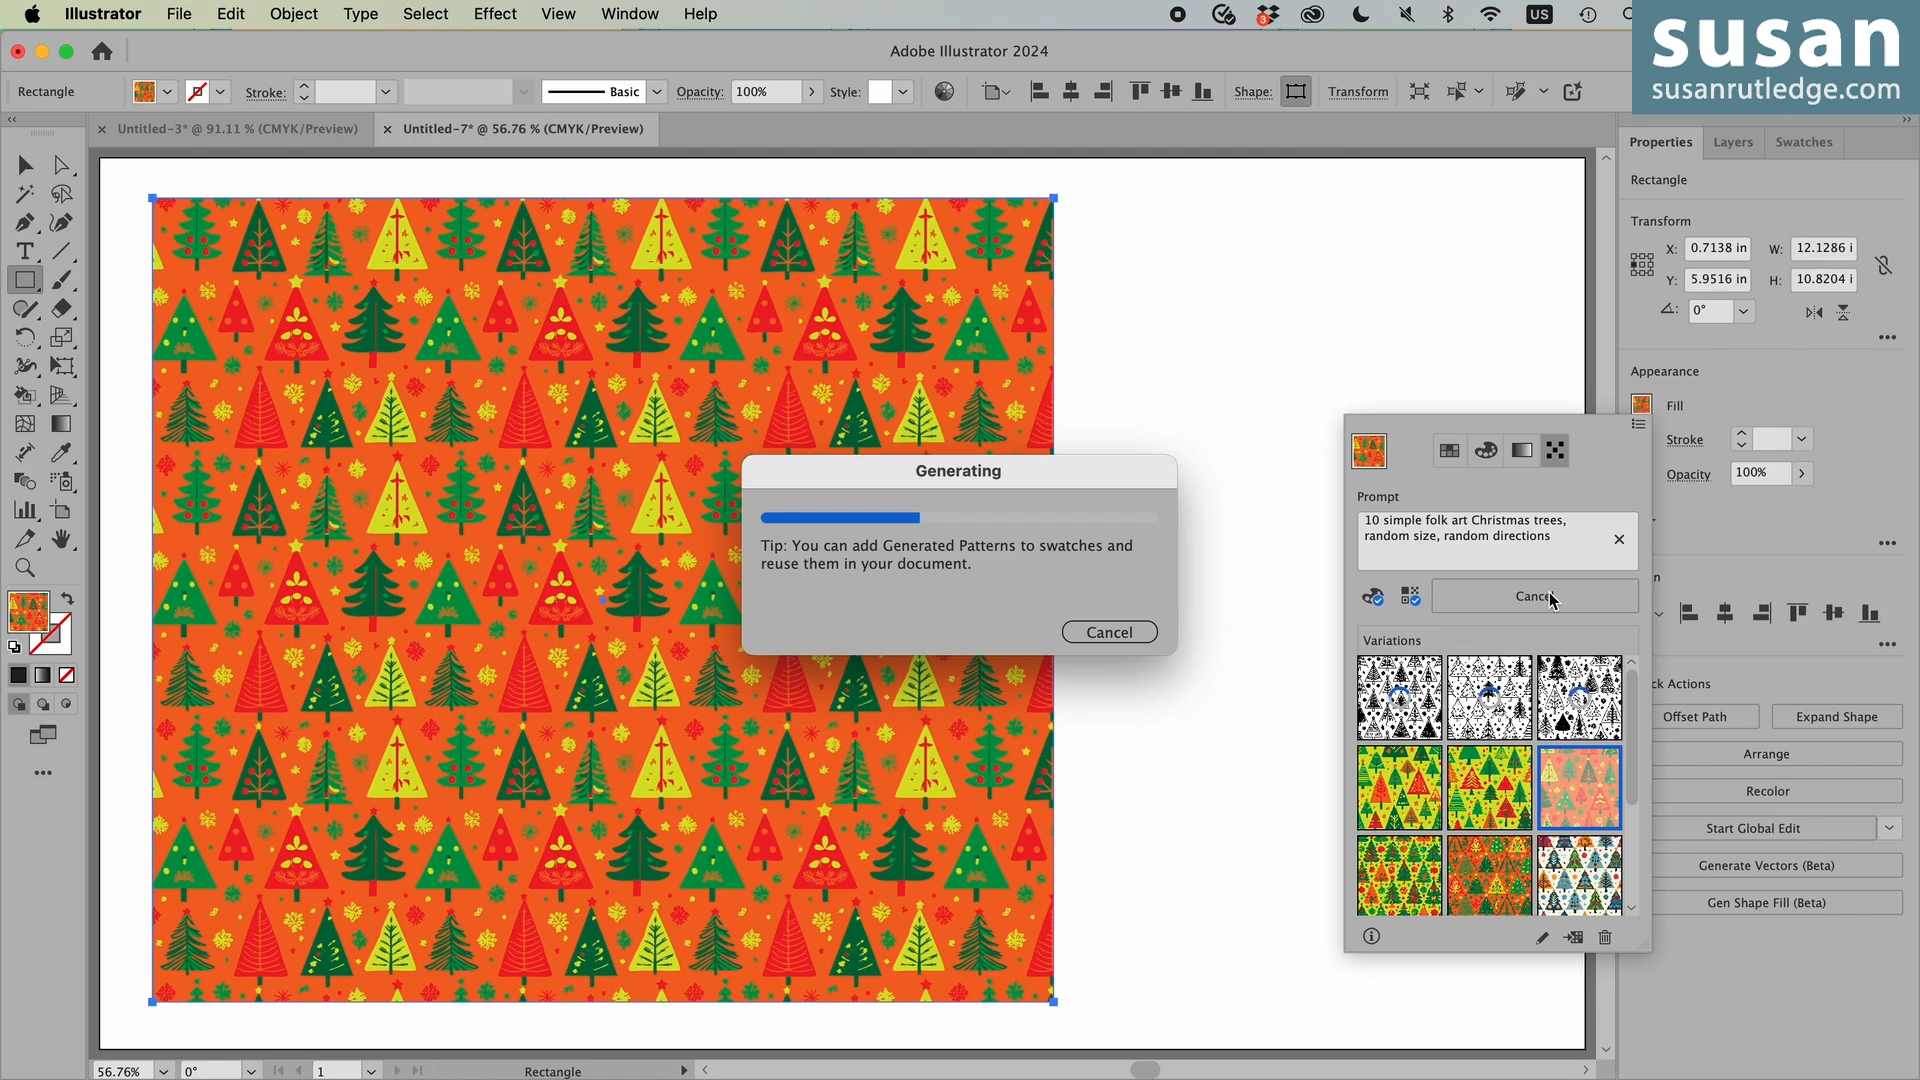 Illustrator File Edit Object Type Select Effect View Window Help
3
US
susan
susanrutledge.com
Adobe Illustrator 2024
Rectangle
Stroke:
Basic
Opacity:
100%
Style:
Shape:
Transform
Untitled-3* @ 91.11 % (CMYK/Preview)
Untitled-7* @ 56.76 % (CMYK/Preview)
Properties
Layers
Swatches
Rectangle
Transform
X: 0.7138 in W: 12.1286 i
Y: 5.9516 in H: 10.8204 i
0°
Appearance
Fill
Stroke
Opacity 100%
Generating
Tip: You can add Generated Patterns to swatches and
reuse them in your document.
Cancel
Prompt
10 simple folk art Christmas trees,
random size, random directions
Cance
Variations
n
ck Actions
Offset Path
Expand Shape
Arrange
Recolor
Start Global Edit
Generate Vectors (Beta)
Gen Shape Fill (Beta)
56.76%
0°
1
Rectangle